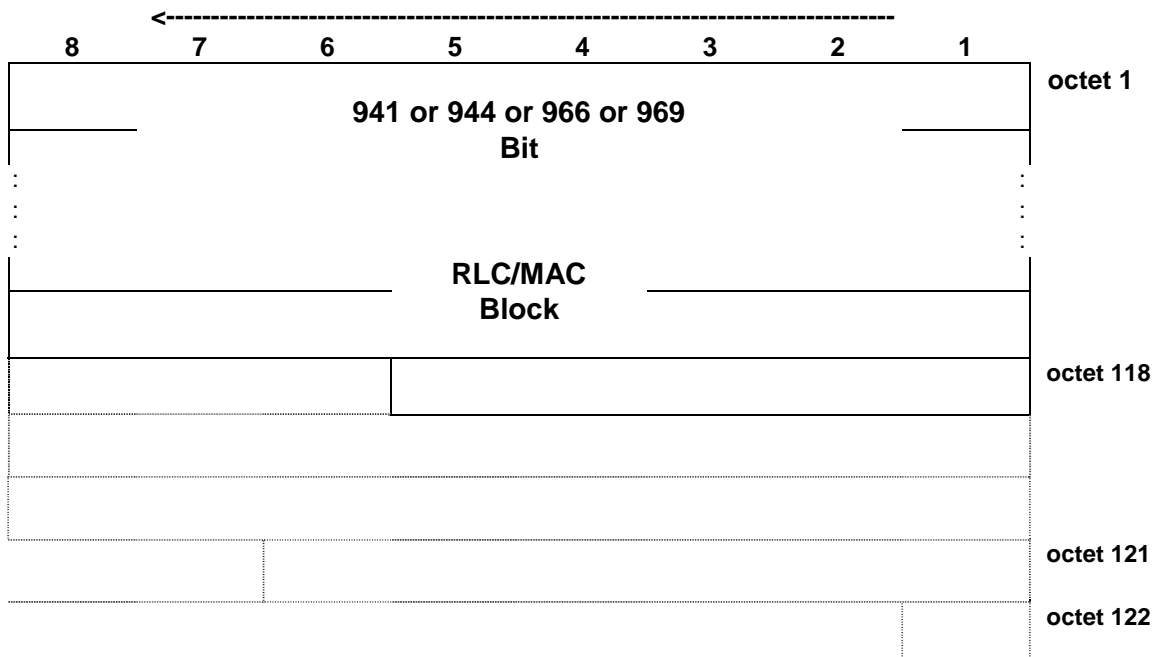 <--------------------------------------------------------------------------------
8 7 6 5 4 3 2 1
octet 1
941 or 944 or 966 or 969
Bit
: :
: :
: :
RLC/MAC
Block
octet 118
octet 121
octet 122